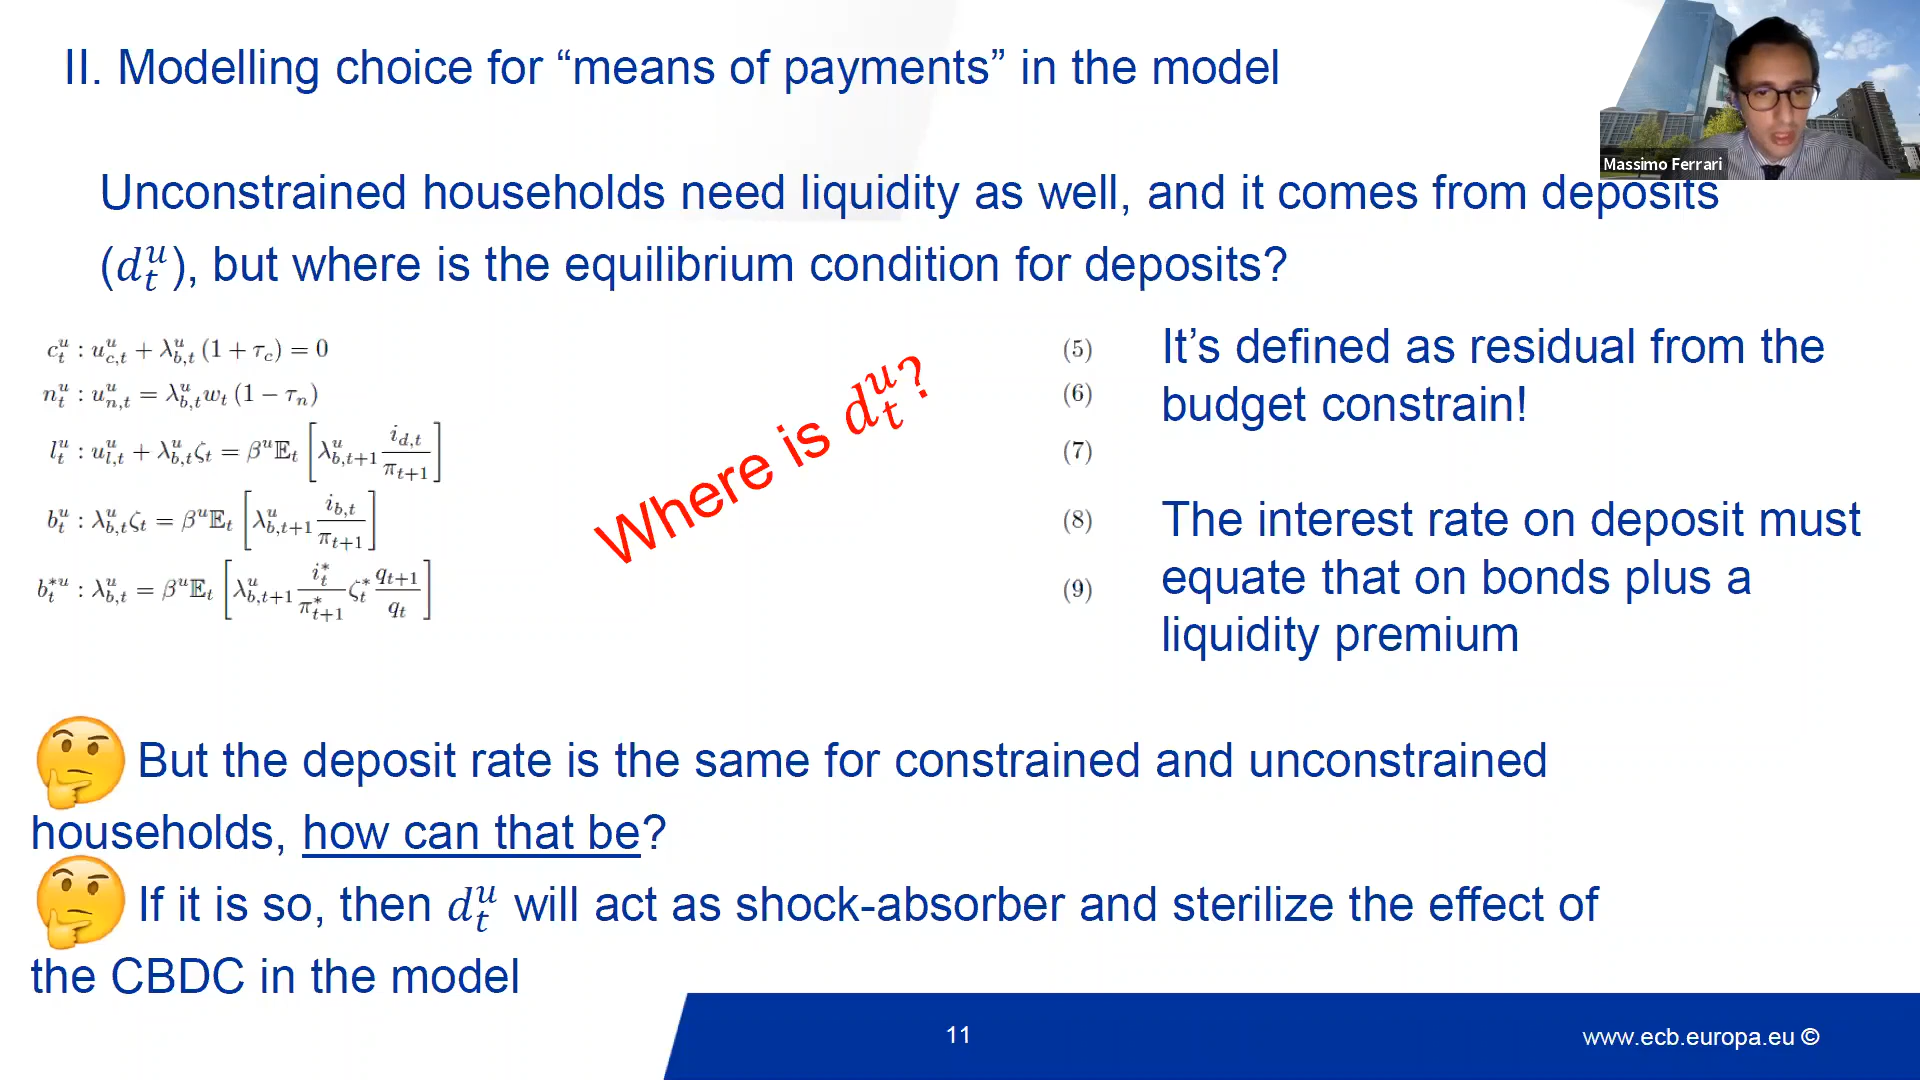 II. Modelling choice for “means of payments” in the model
Massimo Ferrari
Unconstrained households need liquidity as well, and it comes from deposits
(d_t^u), but where is the equilibrium condition for deposits?
c_t^u : u_{c,t}^u + λ_{b,t}^u (1 + τ_c) = 0 (5)
n_t^u : u_{n,t}^u = λ_{b,t}^u w_t (1 − τ_n) (6)
l_t^u : u_{l,t}^u + λ_{b,t}^u ζ_t = β^u 𝔼_t [λ_{b,t+1}^u i_{d,t} / π_{t+1}] (7)
b_t^u : λ_{b,t}^u ζ_t = β^u 𝔼_t [λ_{b,t+1}^u i_{b,t} / π_{t+1}] (8)
b_t^{*u} : λ_{b,t}^u = β^u 𝔼_t [λ_{b,t+1}^u i_t^* / π_{t+1}^* ζ_t^* q_{t+1} / q_t] (9)
Where is d_t^u?
It’s defined as residual from the
budget constrain!
The interest rate on deposit must
equate that on bonds plus a
liquidity premium
But the deposit rate is the same for constrained and unconstrained
households, how can that be?
If it is so, then d_t^u will act as shock-absorber and sterilize the effect of
the CBDC in the model
11
www.ecb.europa.eu ©